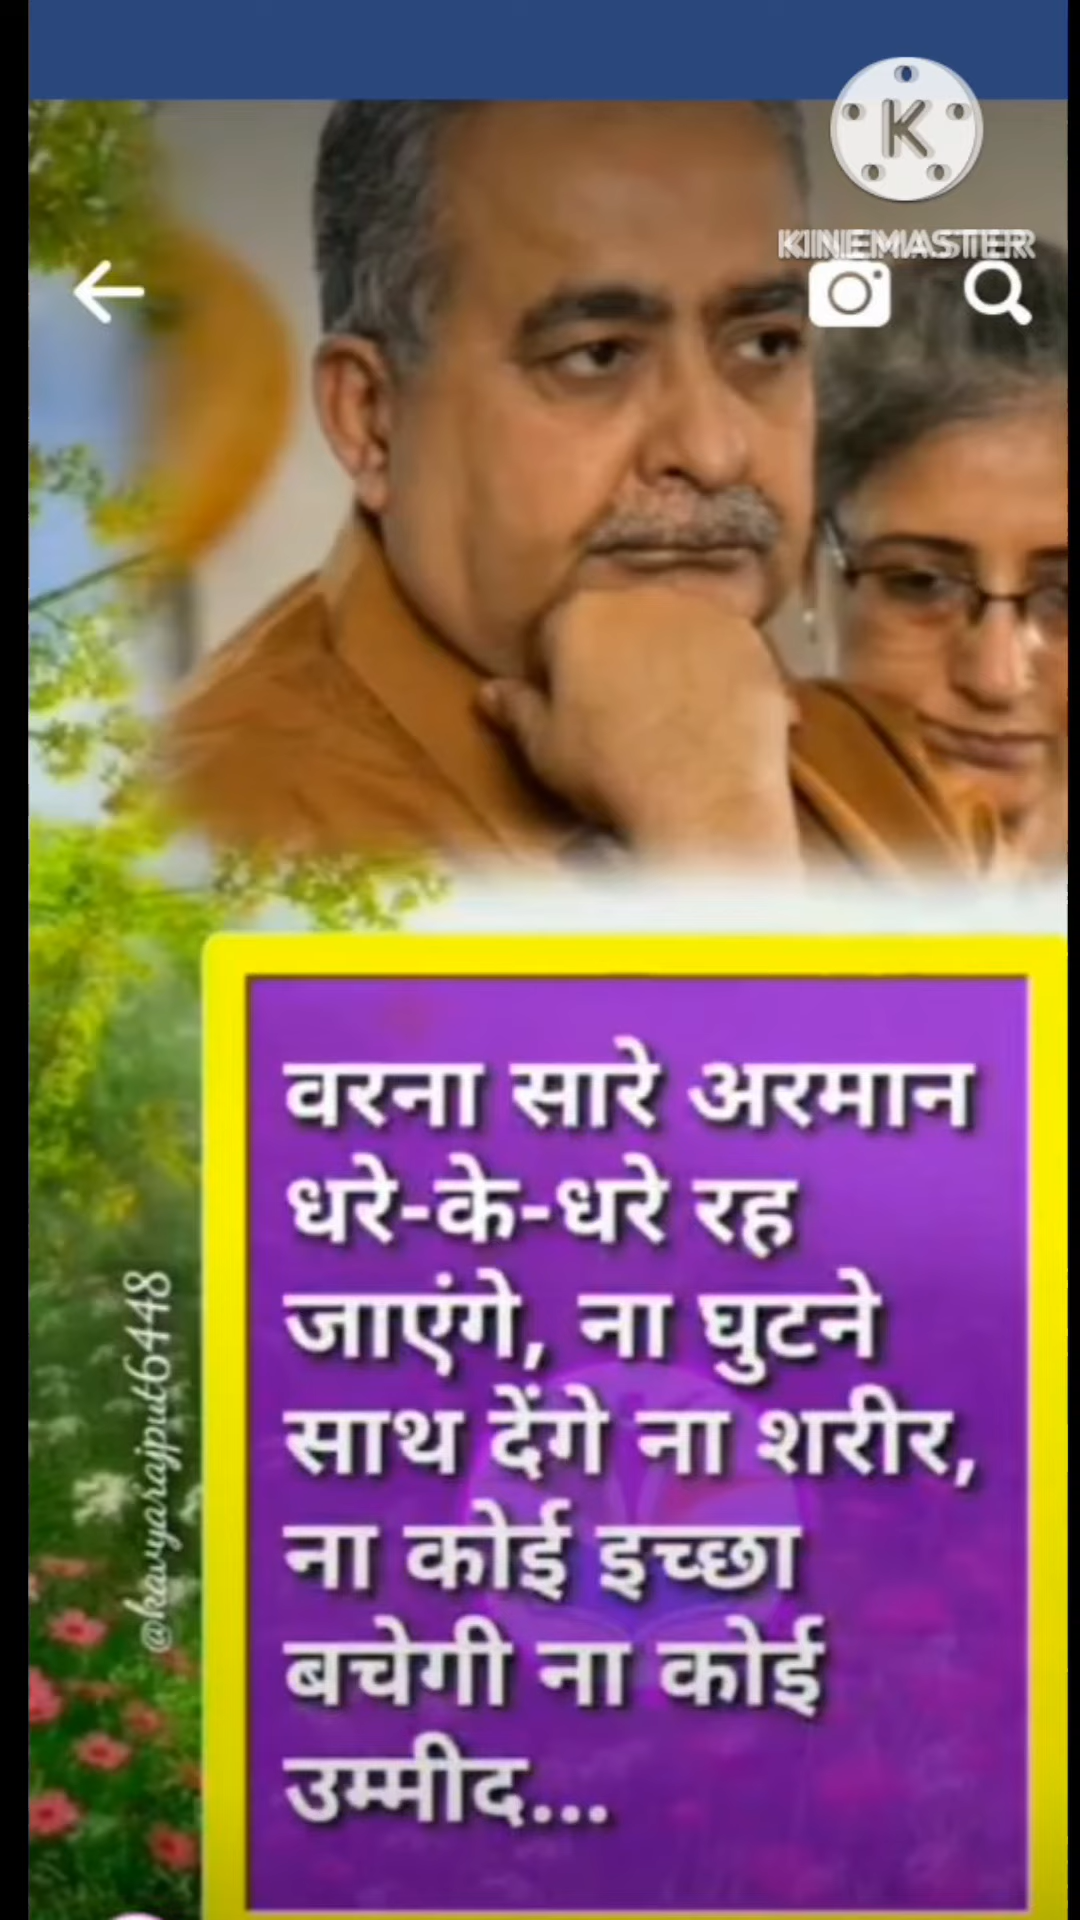 KINEMASTER
वरना सारे अरमान
धरे-के-धरे रह
जाएंगे, ना घुटने
साथ देंगे ना शरीर,
ना कोई इच्छा
बचेगी ना कोई
उम्मीद...
@kavyarajput6448